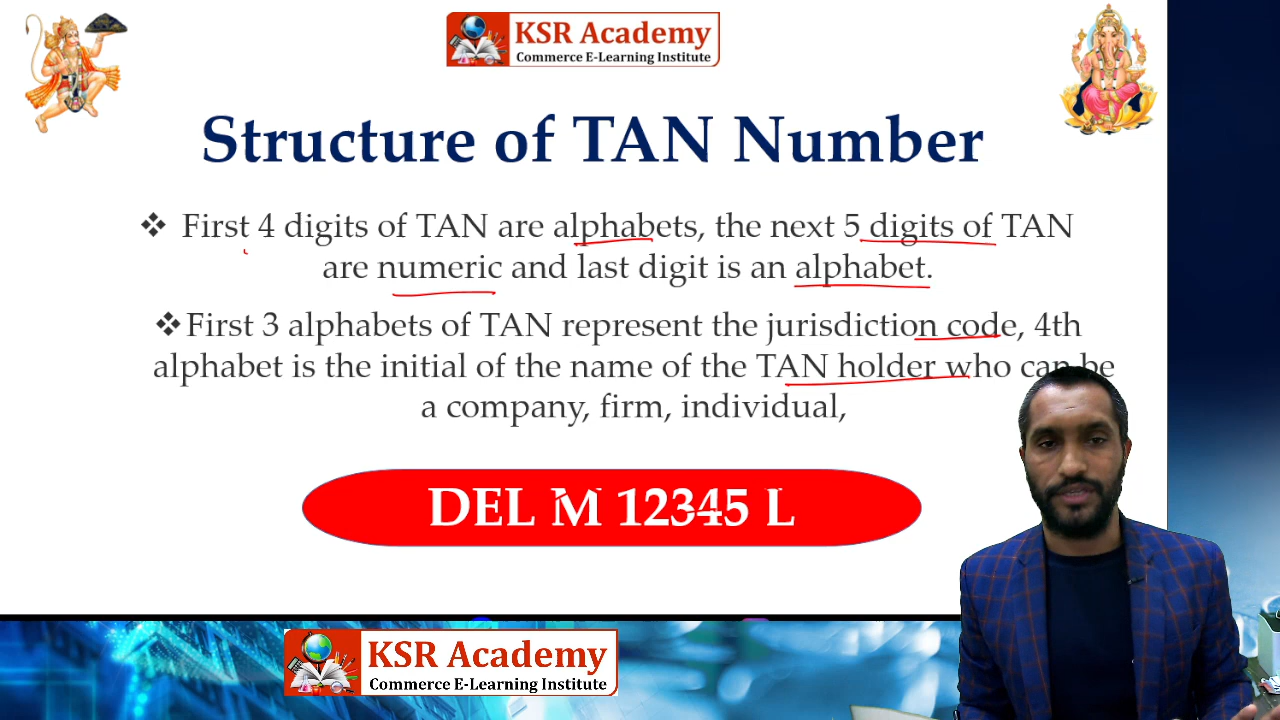 KSR Academy
Commerce E-Learning Institute
Structure of TAN Number
❖ First 4 digits of TAN are alphabets, the next 5 digits of TAN
are numeric and last digit is an alphabet.
❖ First 3 alphabets of TAN represent the jurisdiction code, 4th
alphabet is the initial of the name of the TAN holder who can be
a company, firm, individual,
DEL M 12345 L
KSR Academy
Commerce E-Learning Institute